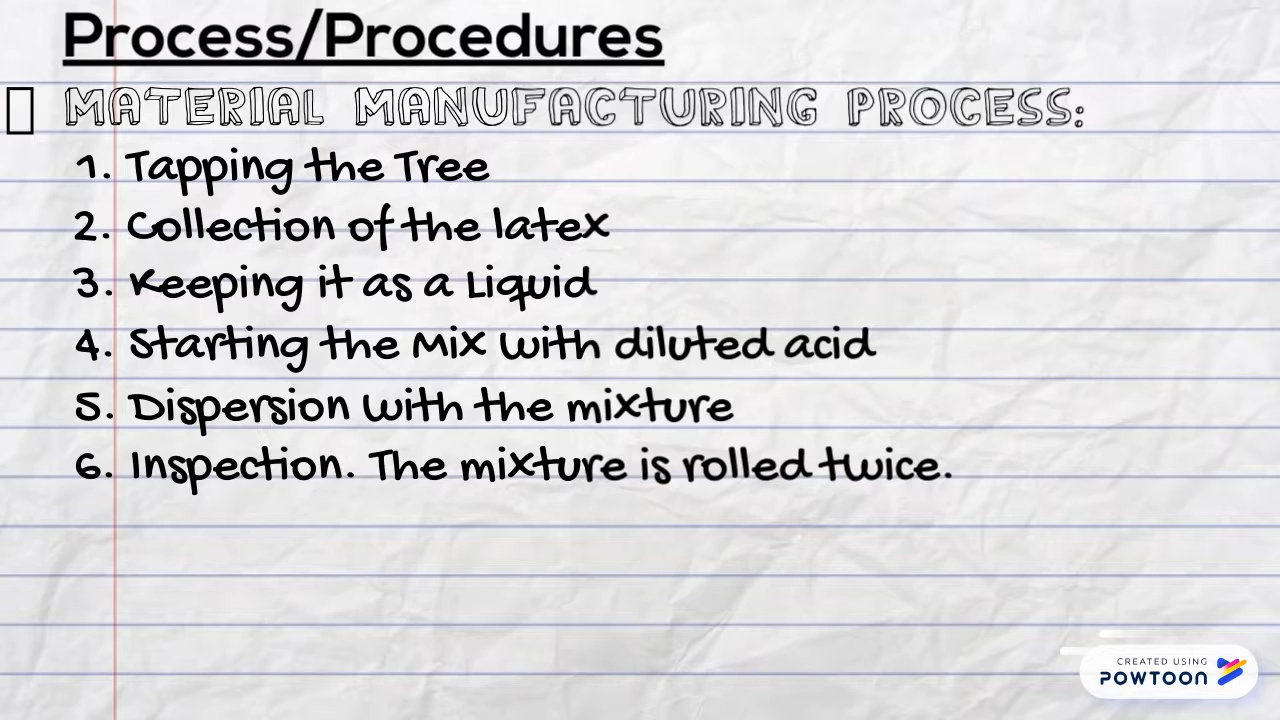 Process/Procedures
MATERIAL MANUFACTURING PROCESS:
1. Tapping the Tree
2. Collection of the latex
3. Keeping it as a Liquid
4. Starting the Mix with diluted acid
5. Dispersion with the mixture
6. Inspection. The mixture is rolled twice.
CREATED USING
POWTOON